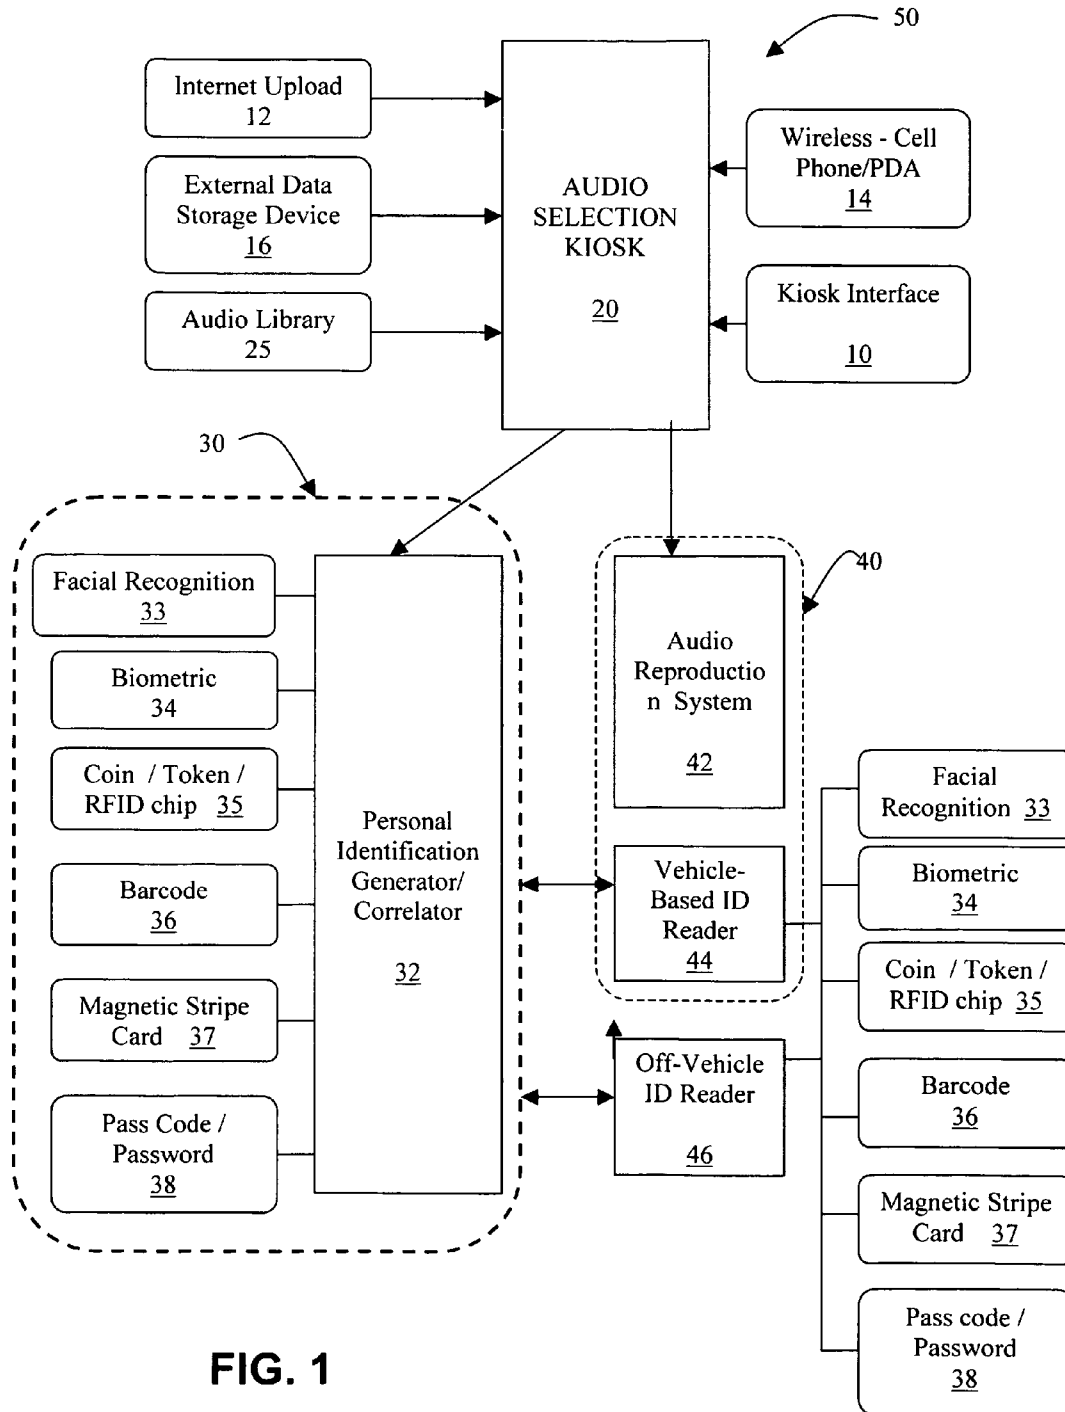 50
Internet Upload
12
External Data
Storage Device
16
Audio Library
25
AUDIO
SELECTION
KIOSK
20
Wireless - Cell
Phone/PDA
14
Kiosk Interface
10
30
40
Facial Recognition
33
Biometric
34
Coin / Token /
RFID chip 35
Barcode
36
Magnetic Stripe
Card 37
Pass Code /
Password
38
Personal
Identification
Generator/
Correlator
32
Audio
Reproductio
n System
42
Vehicle-
Based ID
Reader
44
Off-Vehicle
ID Reader
46
Facial
Recognition 33
Biometric
34
Coin / Token /
RFID chip 35
Barcode
36
Magnetic Stripe
Card 37
Pass code /
Password
38
FIG. 1